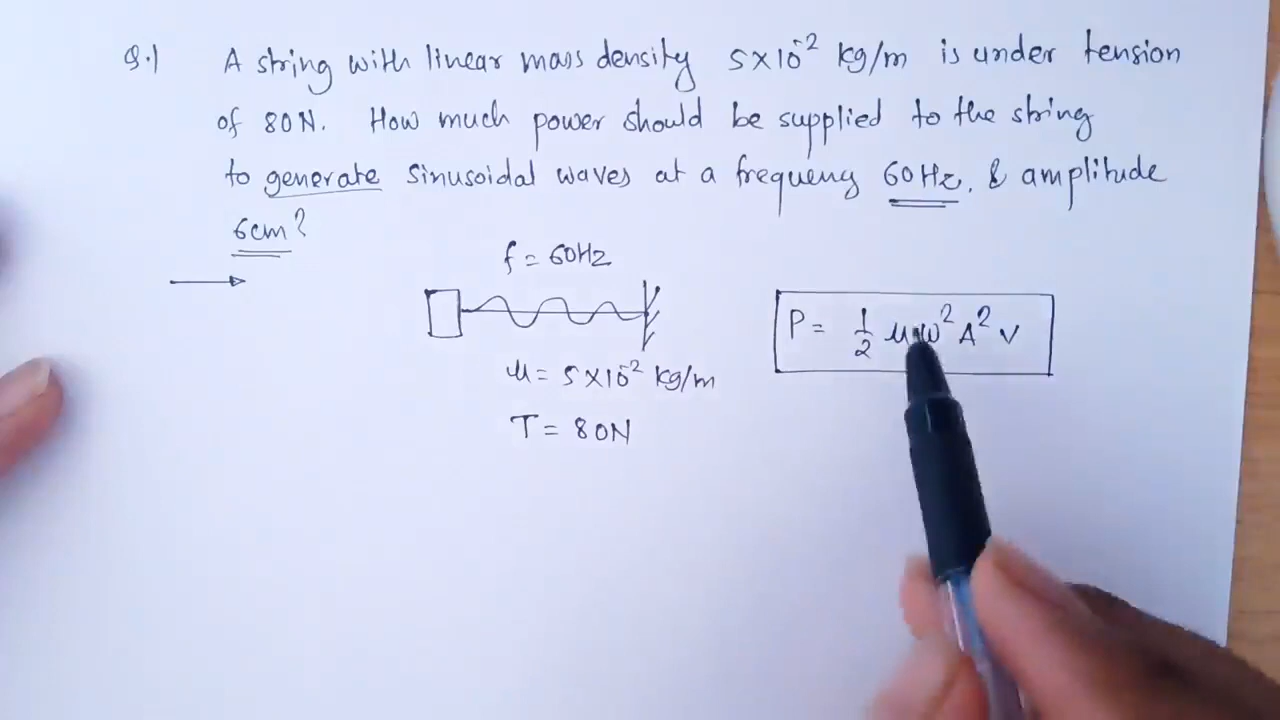 Q.1 A string with linear mass density 5×10⁻² kg/m is under tension
of 80N. How much power should be supplied to the string
to generate sinusoidal waves at a frequency 60Hz, & amplitude
6cm?
f = 60Hz
P = 1/2 μω²A²v
μ = 5×10⁻² kg/m
T = 80N